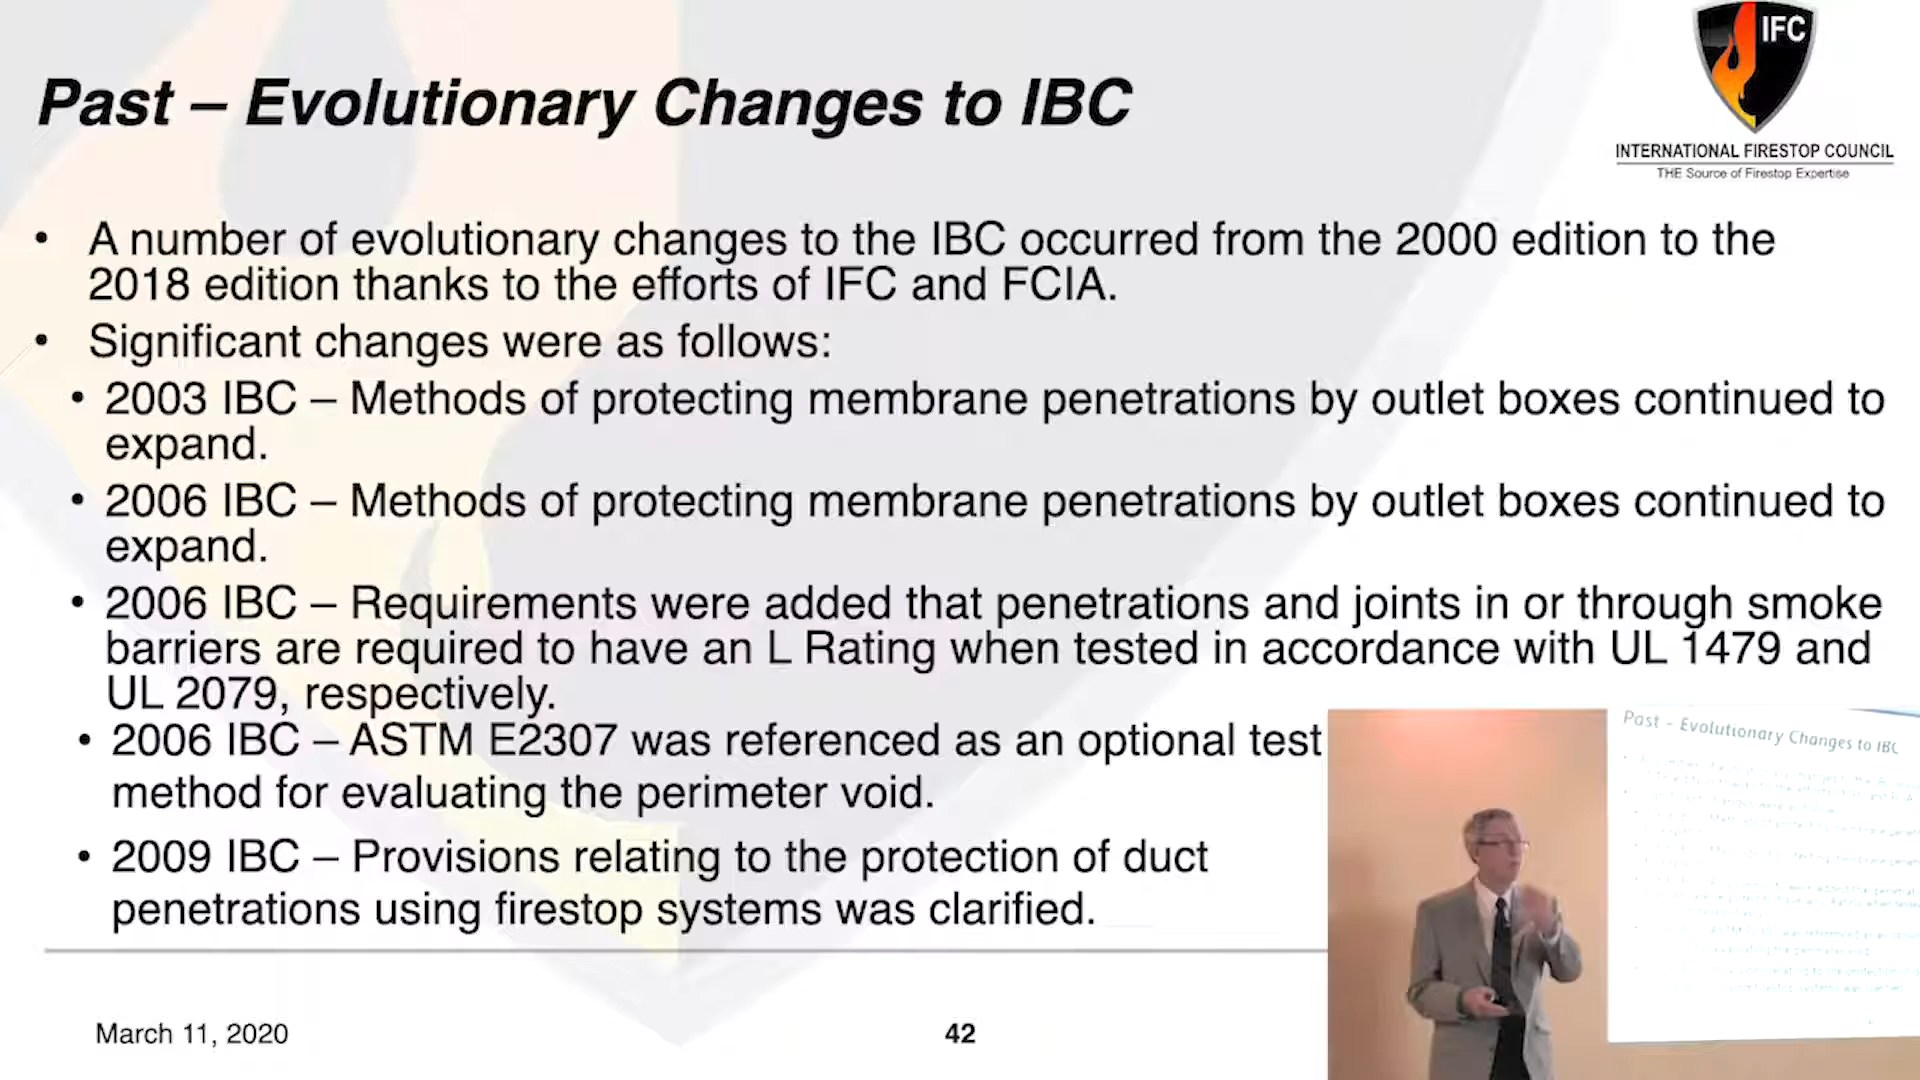 IFC
INTERNATIONAL FIRESTOP COUNCIL
THE Source of Firestop Expertise
Past – Evolutionary Changes to IBC
• A number of evolutionary changes to the IBC occurred from the 2000 edition to the
2018 edition thanks to the efforts of IFC and FCIA.
• Significant changes were as follows:
• 2003 IBC – Methods of protecting membrane penetrations by outlet boxes continued to
expand.
• 2006 IBC – Methods of protecting membrane penetrations by outlet boxes continued to
expand.
• 2006 IBC – Requirements were added that penetrations and joints in or through smoke
barriers are required to have an L Rating when tested in accordance with UL 1479 and
UL 2079, respectively.
• 2006 IBC – ASTM E2307 was referenced as an optional test
method for evaluating the perimeter void.
• 2009 IBC – Provisions relating to the protection of duct
penetrations using firestop systems was clarified.
Past - Evolutionary Changes to IBC
March 11, 2020
42